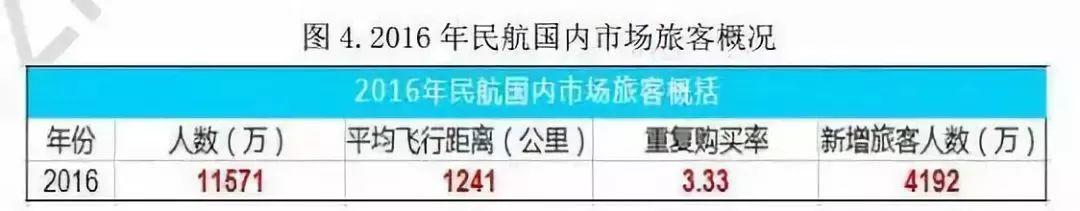 图 4.2016 年民航国内市场旅客概况
2016年民航国内市场旅客概括
年份 人数（万） 平均飞行距离（公里） 重复购买率 新增旅客人数（万）
2016 11571 1241 3.33 4192